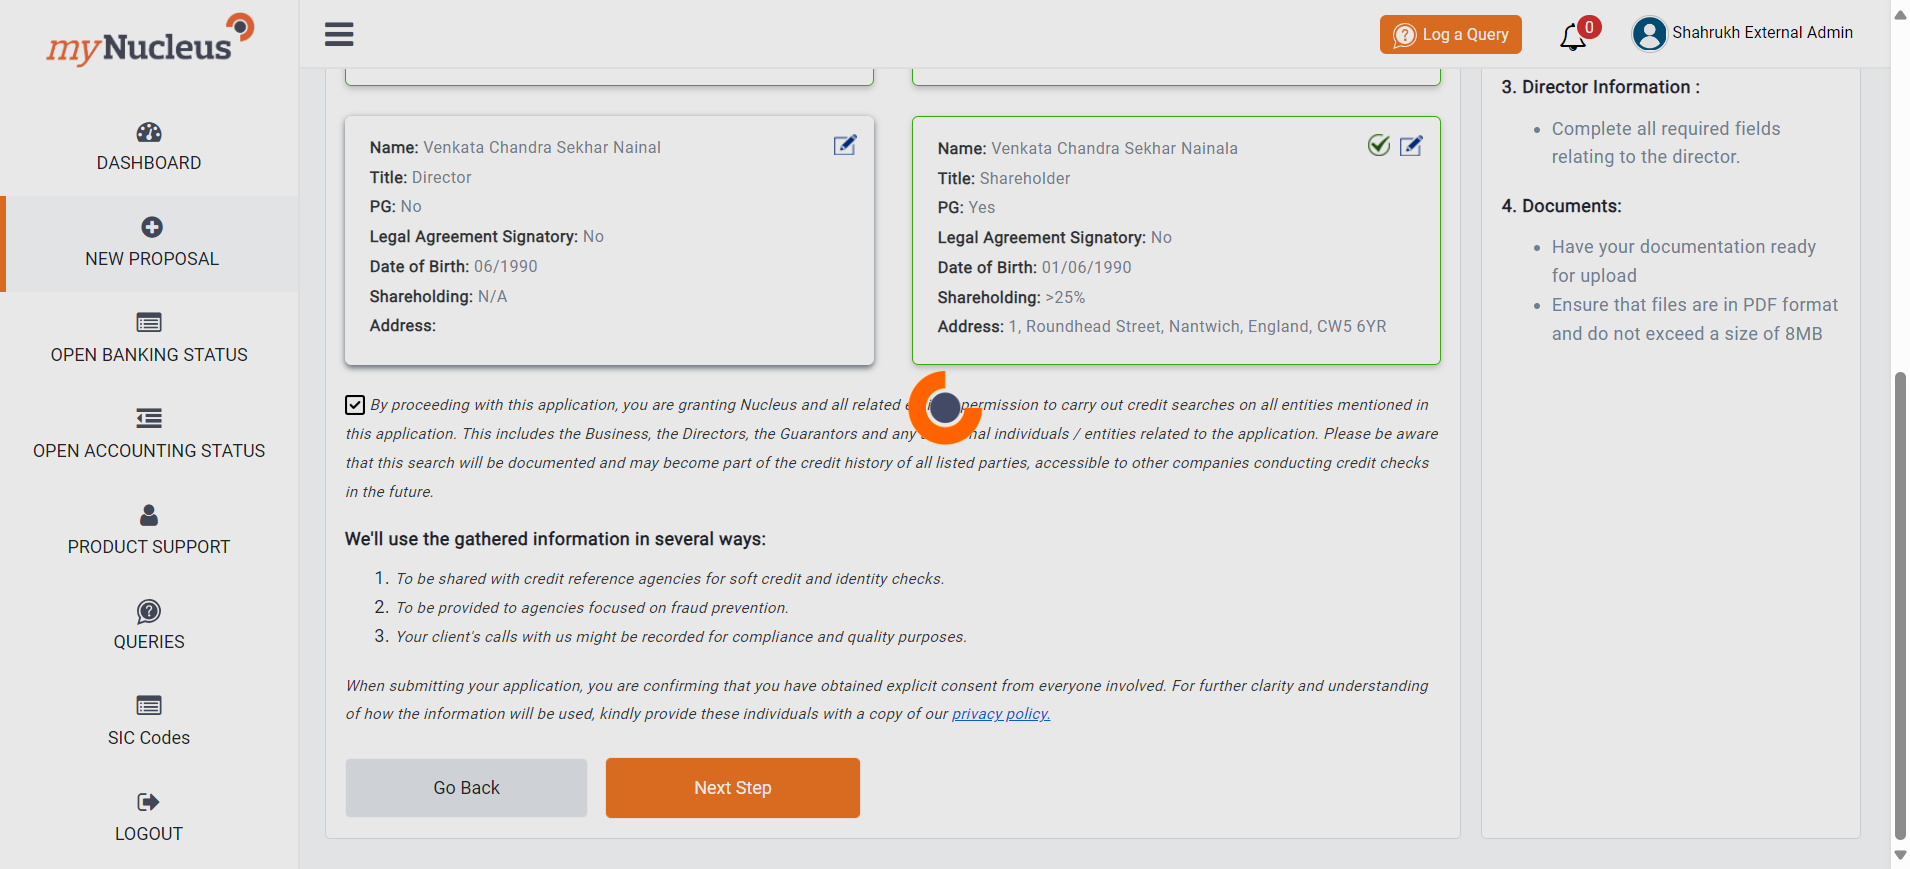 myNucleus
Log a Query
0
Shahrukh External Admin
DASHBOARD
NEW PROPOSAL
OPEN BANKING STATUS
OPEN ACCOUNTING STATUS
PRODUCT SUPPORT
QUERIES
SIC Codes
LOGOUT
Name: Venkata Chandra Sekhar Nainal
Title: Director
PG: No
Legal Agreement Signatory: No
Date of Birth: 06/1990
Shareholding: N/A
Address:
Name: Venkata Chandra Sekhar Nainala
Title: Shareholder
PG: Yes
Legal Agreement Signatory: No
Date of Birth: 01/06/1990
Shareholding: >25%
Address: 1, Roundhead Street, Nantwich, England, CW5 6YR
By proceeding with this application, you are granting Nucleus and all related permission to carry out credit searches on all entities mentioned in
this application. This includes the Business, the Directors, the Guarantors and any individuals / entities related to the application. Please be aware
that this search will be documented and may become part of the credit history of all listed parties, accessible to other companies conducting credit checks
in the future.
We'll use the gathered information in several ways:
1. To be shared with credit reference agencies for soft credit and identity checks.
2. To be provided to agencies focused on fraud prevention.
3. Your client's calls with us might be recorded for compliance and quality purposes.
When submitting your application, you are confirming that you have obtained explicit consent from everyone involved. For further clarity and understanding
of how the information will be used, kindly provide these individuals with a copy of our privacy policy.
Go Back
Next Step
3. Director Information :
Complete all required fields
relating to the director.
4. Documents:
Have your documentation ready
for upload
Ensure that files are in PDF format
and do not exceed a size of 8MB